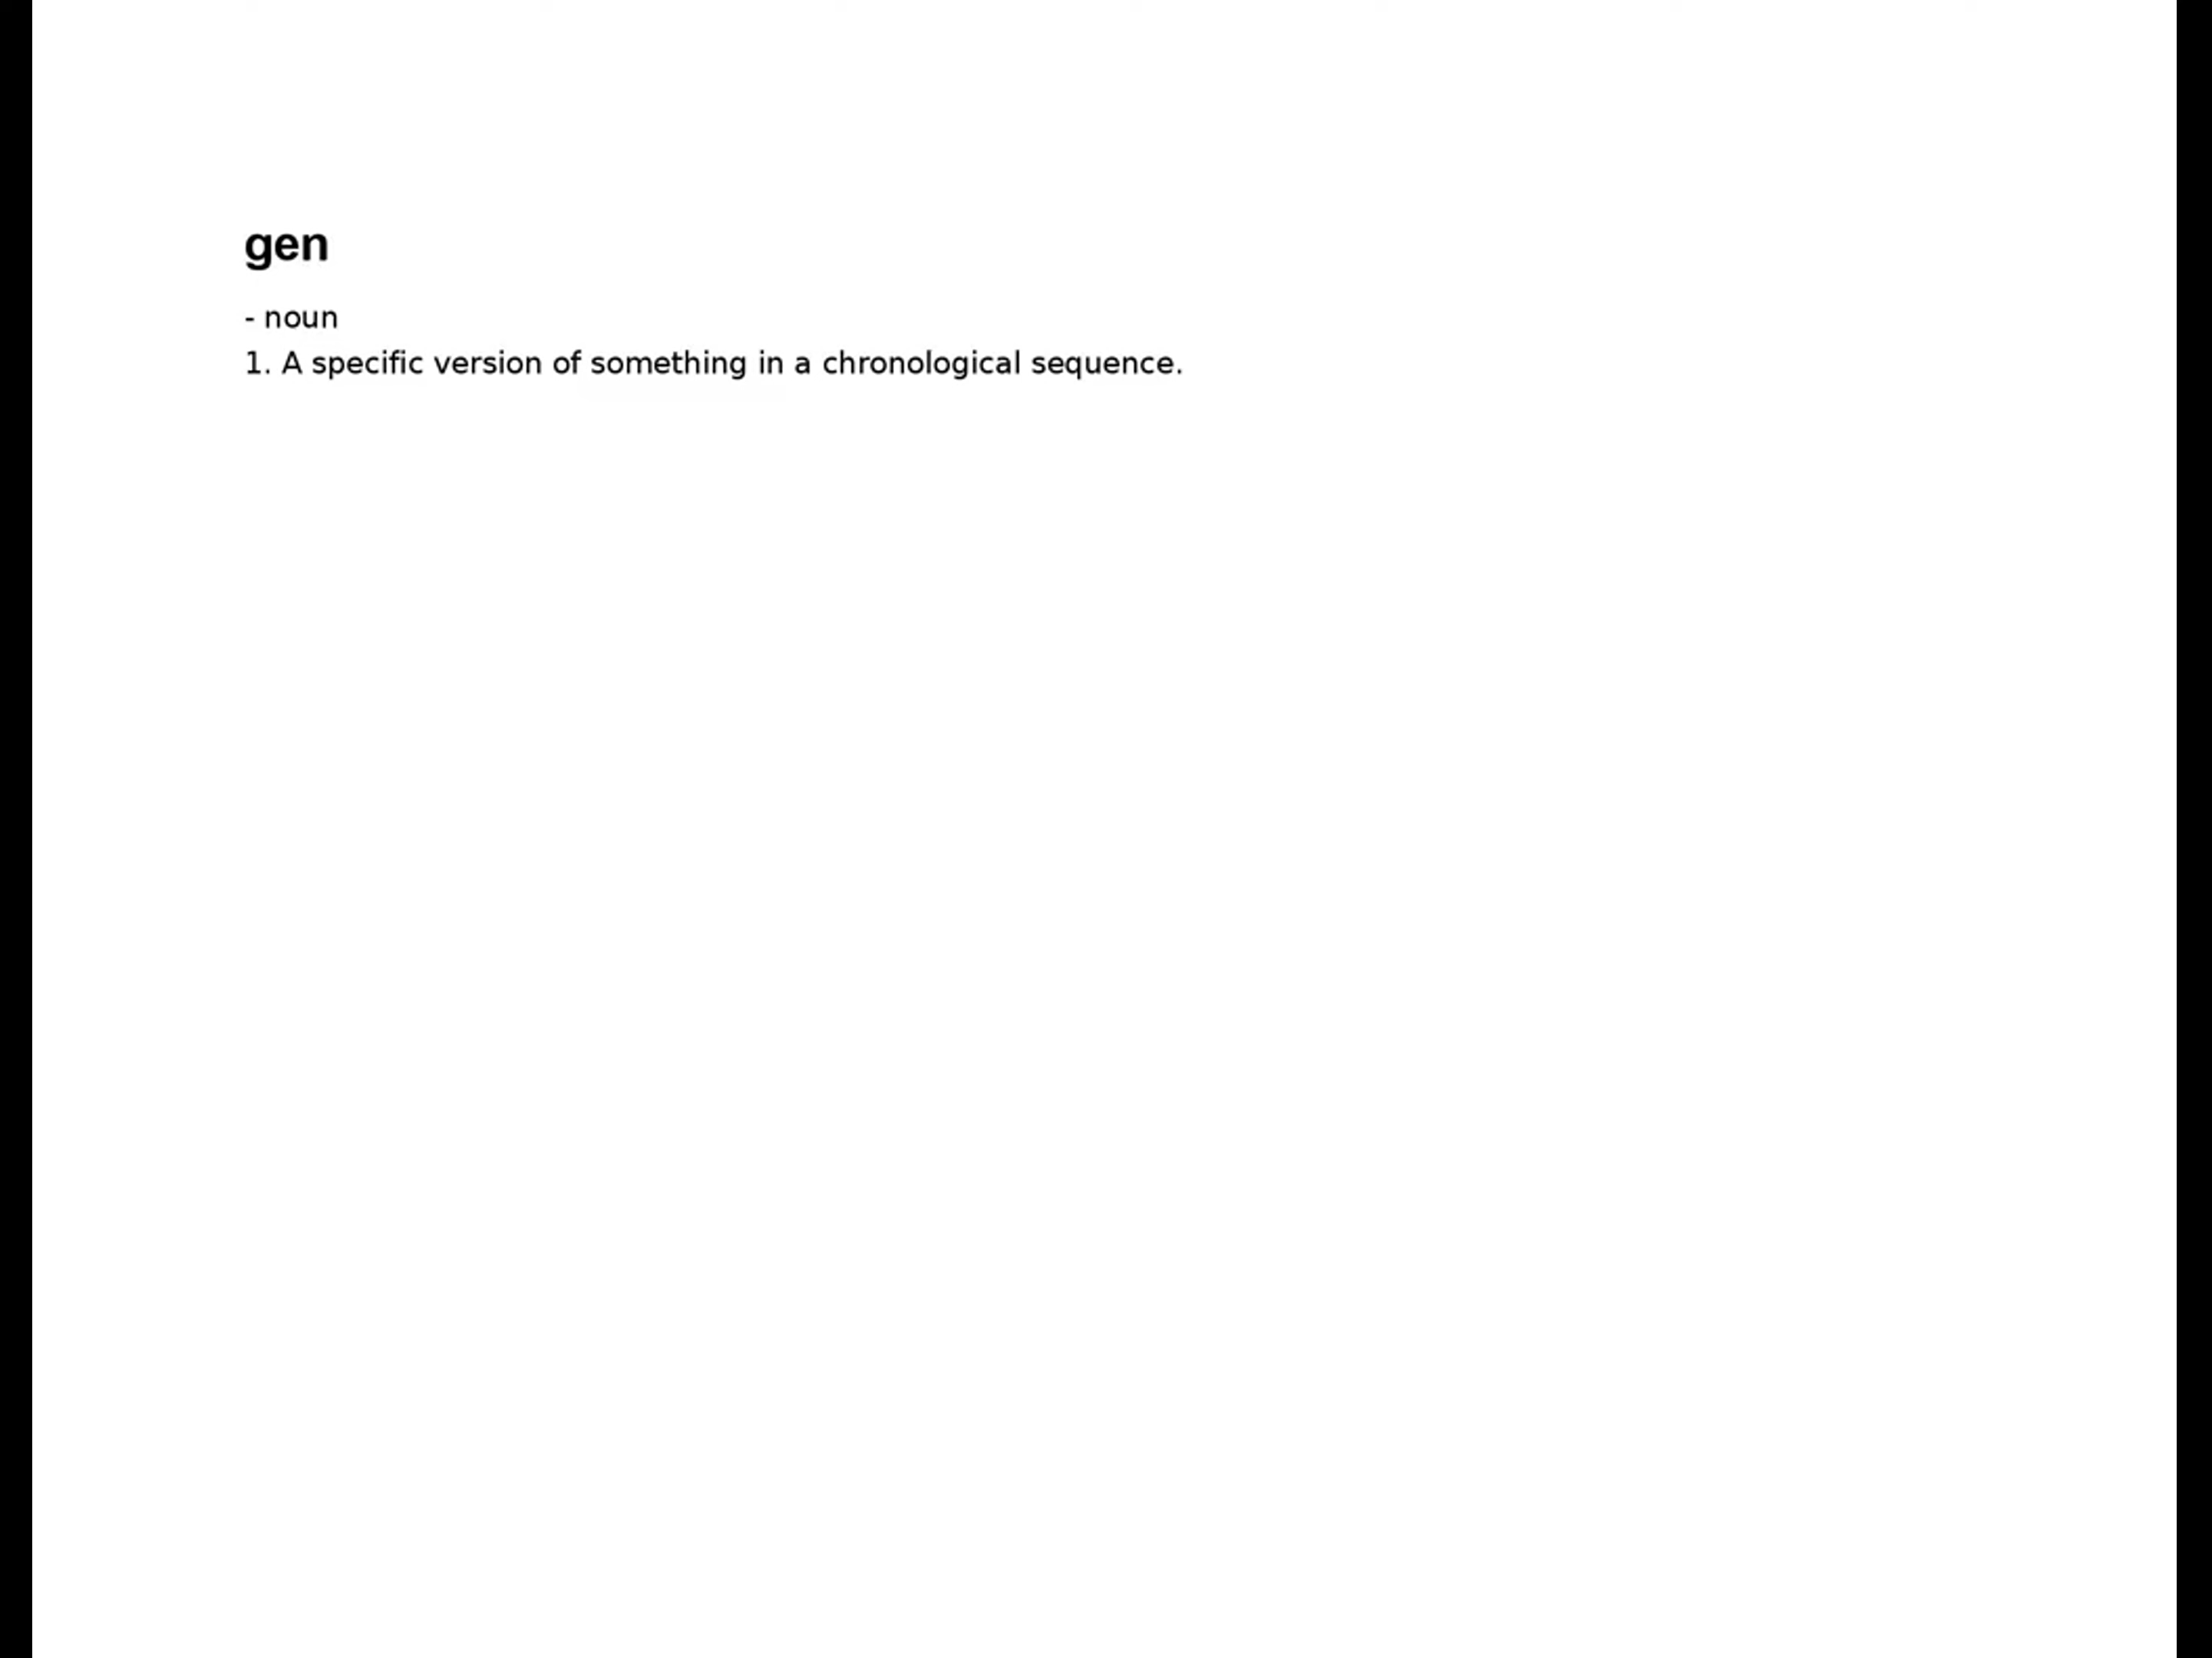 gen
- noun
1. A specific version of something in a chronological sequence.